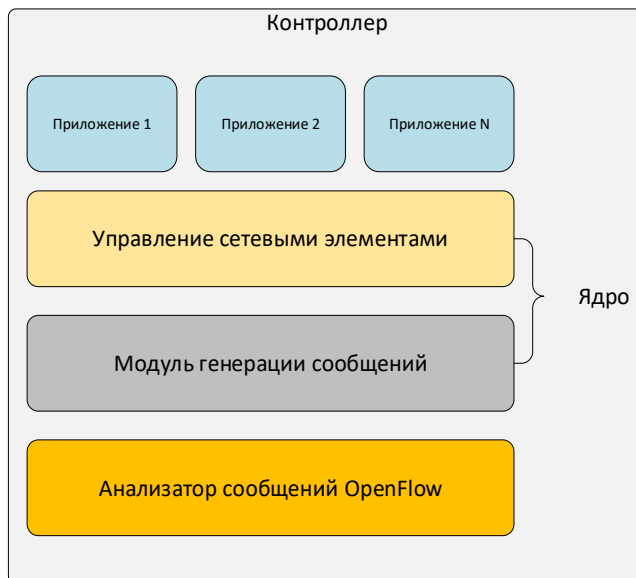 Контроллер
Приложение 1
Приложение 2
Приложение N
Управление сетевыми элементами
Ядро
Модуль генерации сообщений
Анализатор сообщений OpenFlow